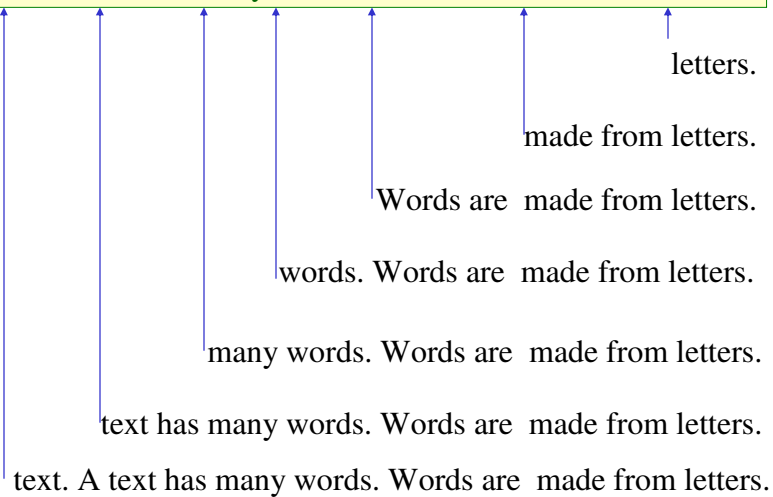 letters.
made from letters.
Words are  made from letters.
words. Words are  made from letters.
many words. Words are  made from letters.
text has many words. Words are  made from letters.
text. A text has many words. Words are  made from letters.